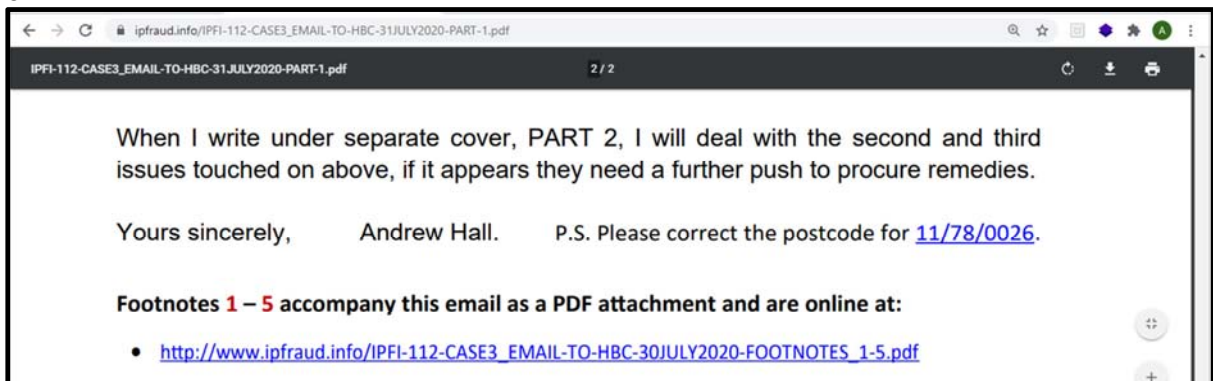 ipfraud.info/IPFI-112-CASE3_EMAIL-TO-HBC-31JULY2020-PART-1.pdf
A
IPFI-112-CASE3_EMAIL-TO-HBC-31JULY2020-PART-1.pdf 2 / 2
When I write under separate cover, PART 2, I will deal with the second and third
issues touched on above, if it appears they need a further push to procure remedies.
Yours sincerely, Andrew Hall. P.S. Please correct the postcode for 11/78/0026.
Footnotes 1 – 5 accompany this email as a PDF attachment and are online at:
• http://www.ipfraud.info/IPFI-112-CASE3_EMAIL-TO-HBC-30JULY2020-FOOTNOTES_1-5.pdf